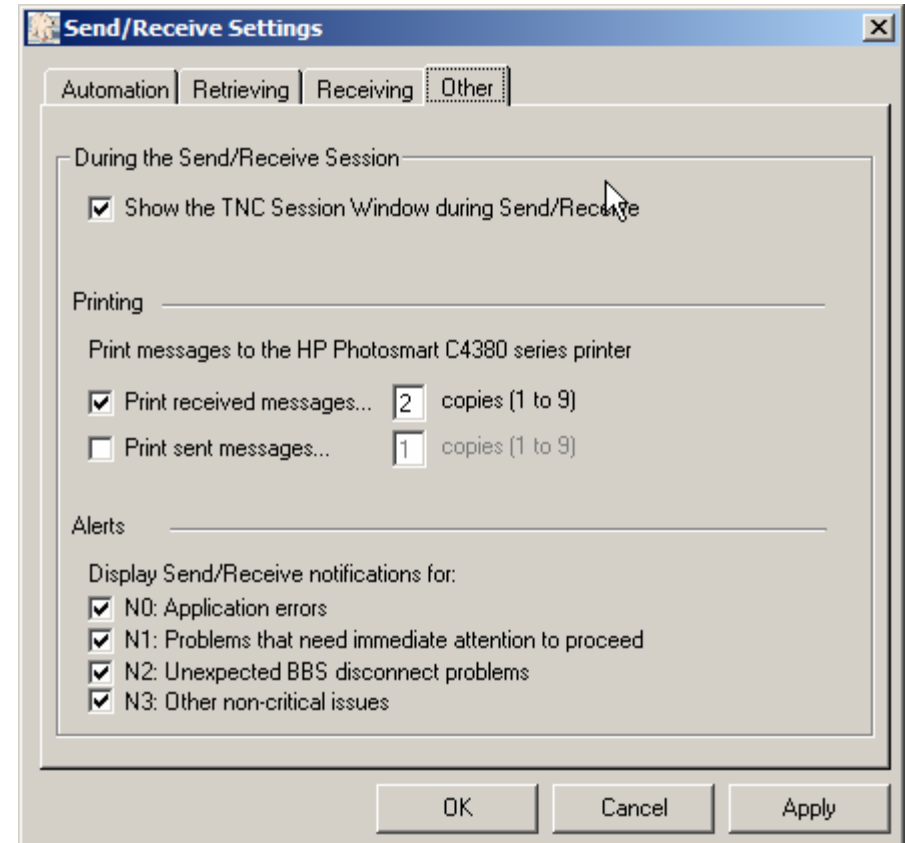 Send/Receive Settings
Automation Retrieving Receiving Other
During the Send/Receive Session
Show the TNC Session Window during Send/Receive
Printing
Print messages to the HP Photosmart C4380 series printer
Print received messages... 2 copies (1 to 9)
Print sent messages... 1 copies (1 to 9)
Alerts
Display Send/Receive notifications for:
N0: Application errors
N1: Problems that need immediate attention to proceed
N2: Unexpected BBS disconnect problems
N3: Other non-critical issues
OK Cancel Apply